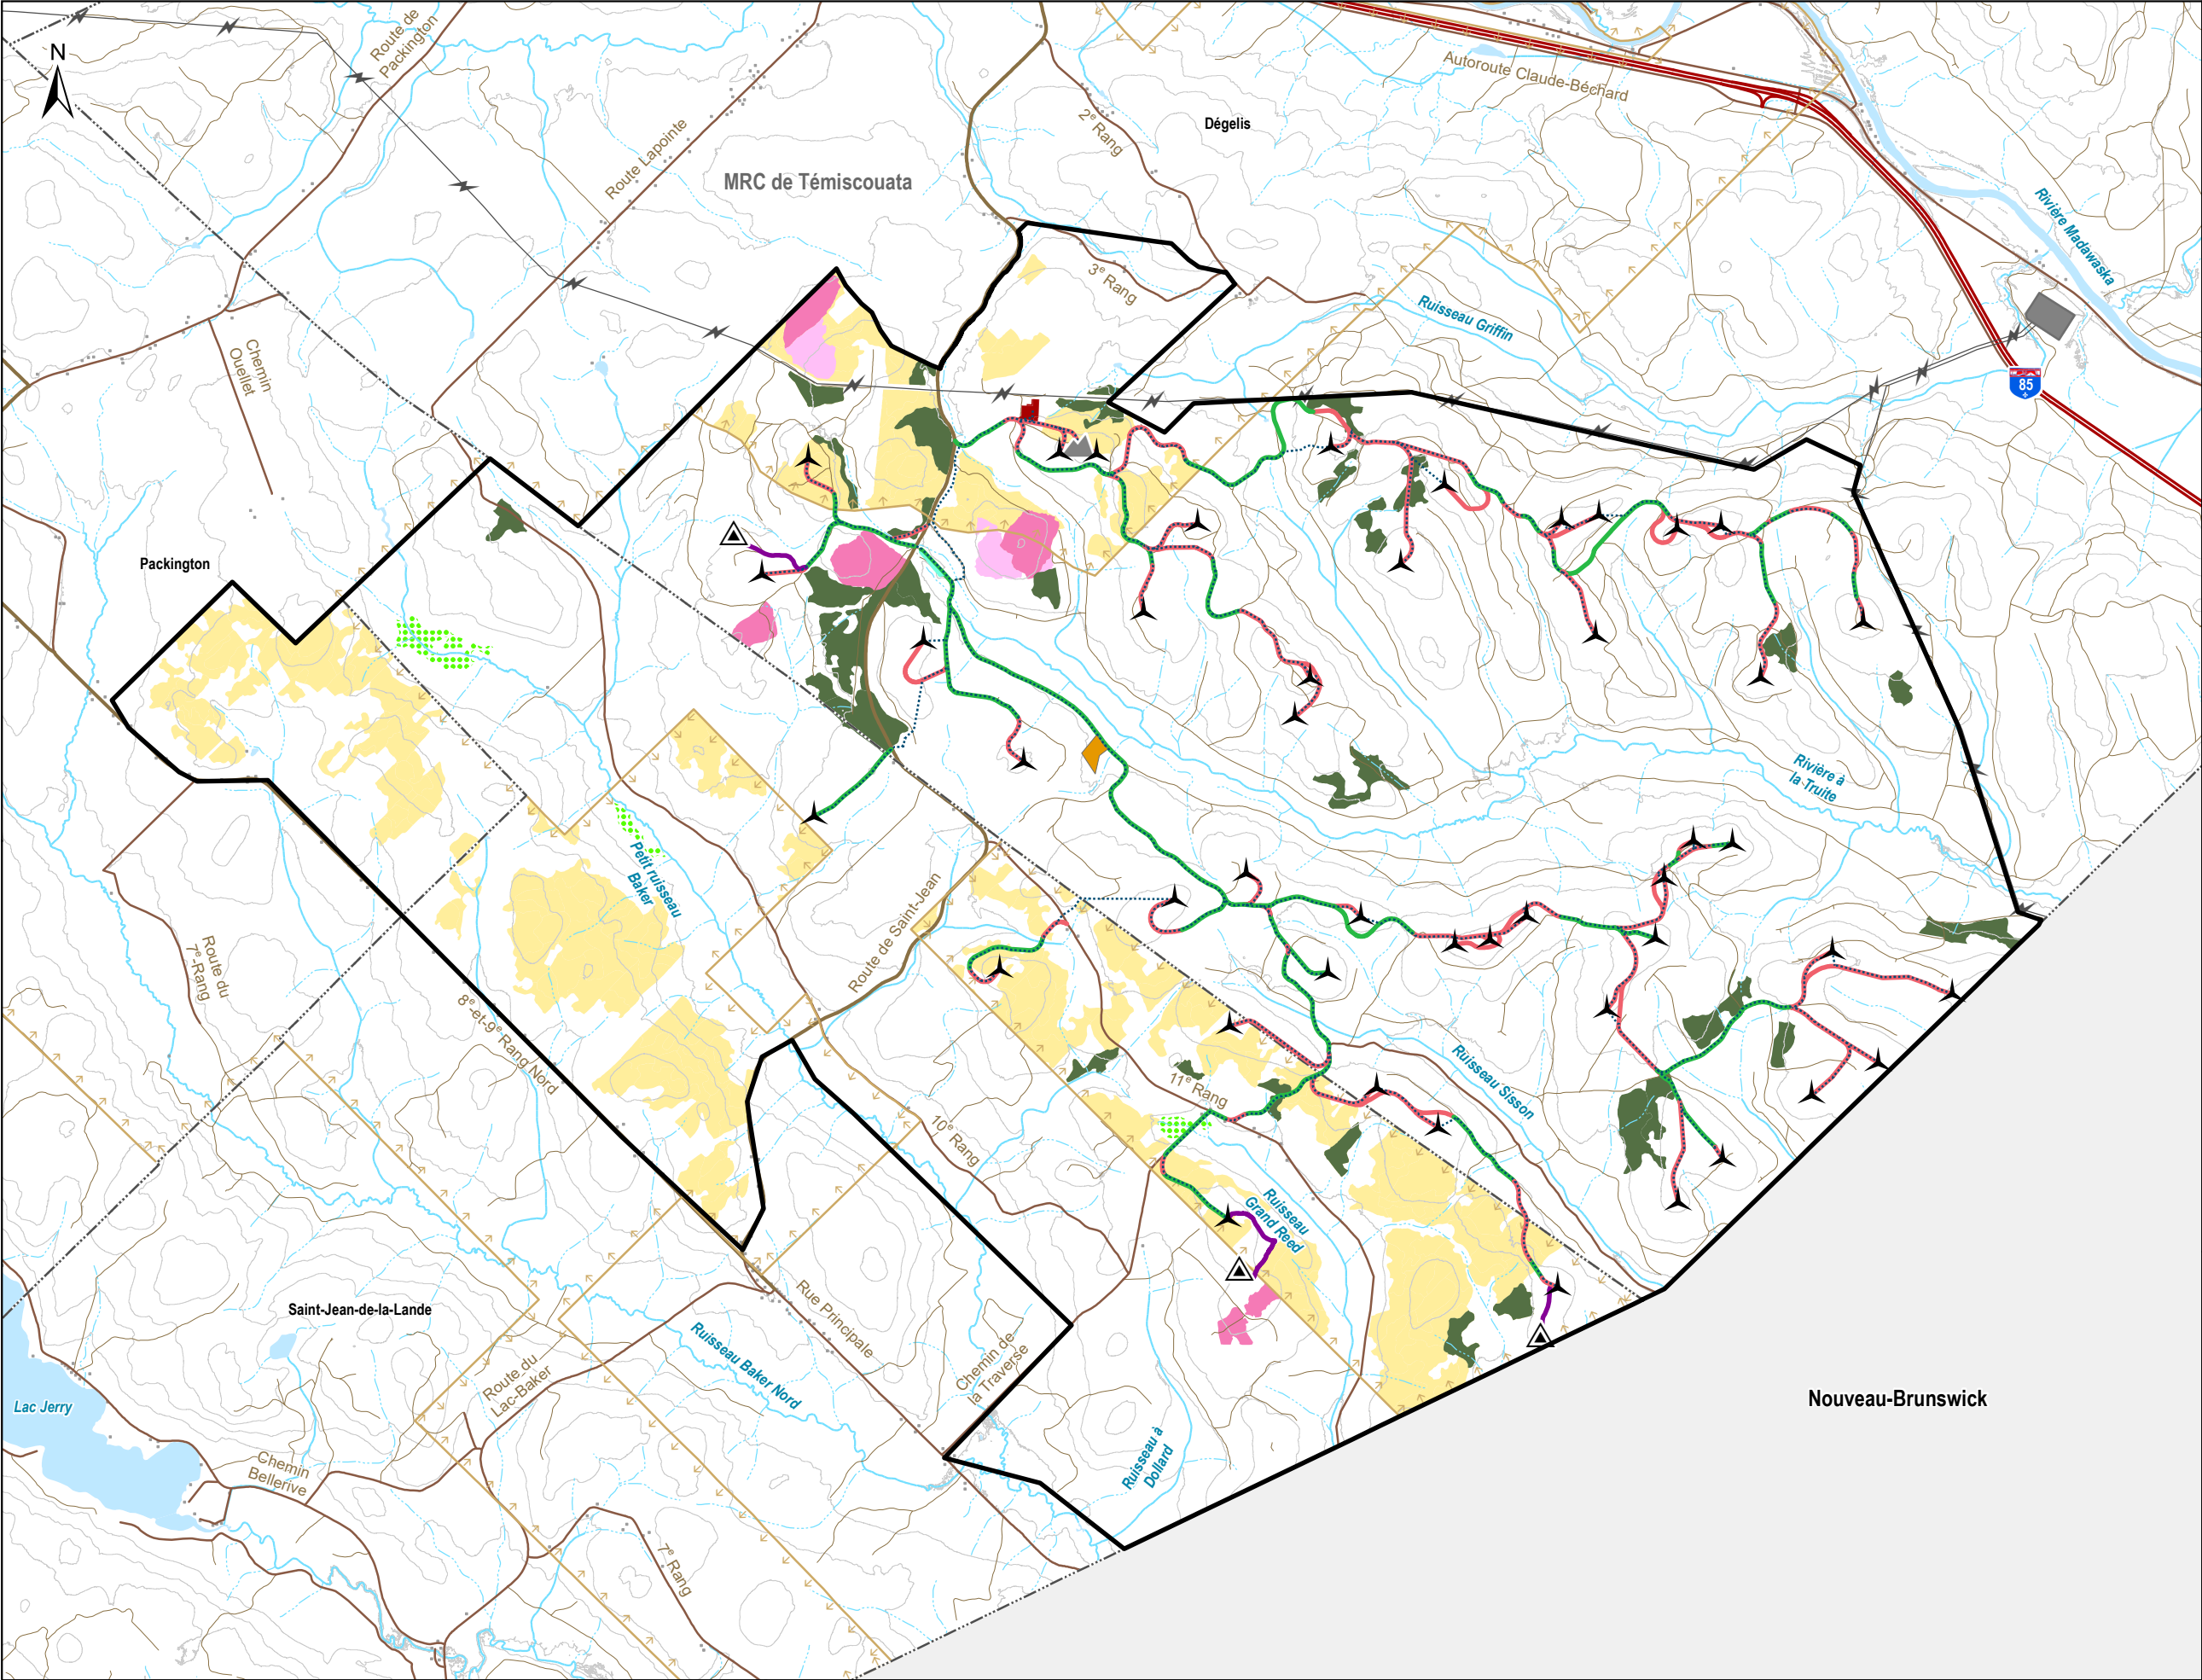 N
Route de
Packington
Autoroute Claude-Béchard
2e Rang
Dégelis
Route Lapointe
MRC de Témiscouata
Rivière Madawaska
3e Rang
Ruisseau Griffin
Chemin
Ouellet
85
D
Packington
Rivière à
la Truite
Petit ruisseau
Baker
Route de Saint-Jean
Route du
7e-Rang
8e-et-9e Rang Nord
Ruisseau Sisson
11e Rang
10e Rang
Ruisseau
Grand Reed
Saint-Jean-de-la-Lande
Rue Principale
Ruisseau Baker Nord
Route du
Lac-Baker
Chemin de
la Traverse
Nouveau-Brunswick
Lac Jerry
Ruisseau à
Dollard
Chemin
Bellerive
7e Rang